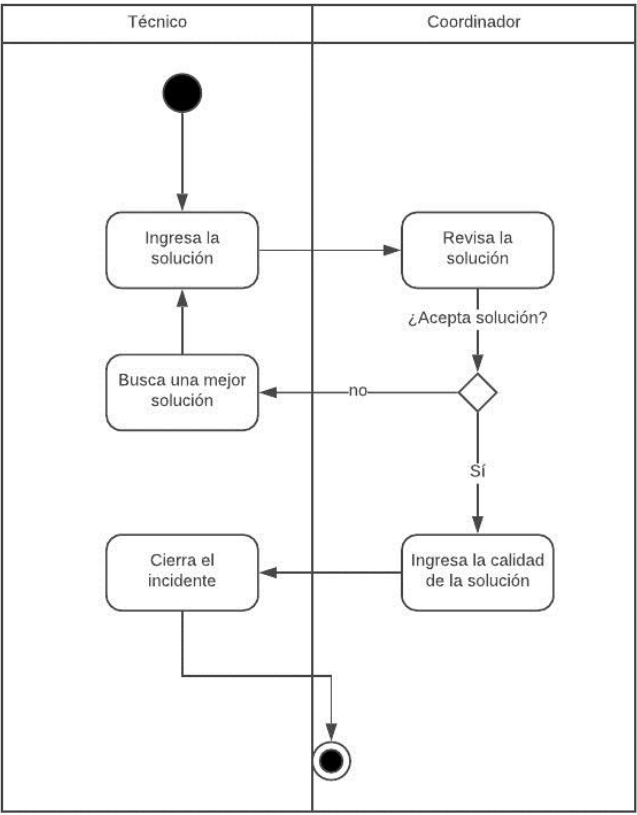 Técnico
Coordinador
Ingresa la
solución
Revisa la
solución
¿Acepta solución?
Busca una mejor
solución
no
Sí
Cierra el
incidente
Ingresa la calidad
de la solución